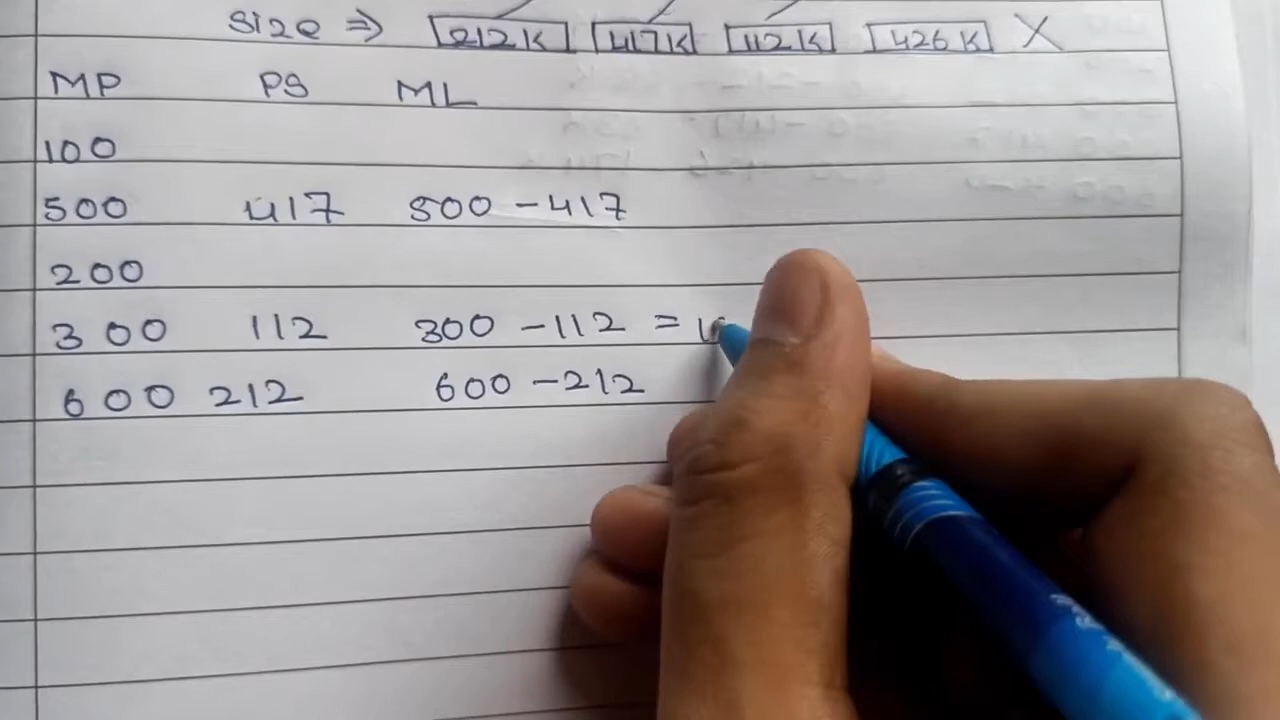 size ⇒ 212K 417K 112K 426K X
MP PS ML
100
500 417 500 - 417
200
300 112 300 - 112 =
600 212 600 - 212